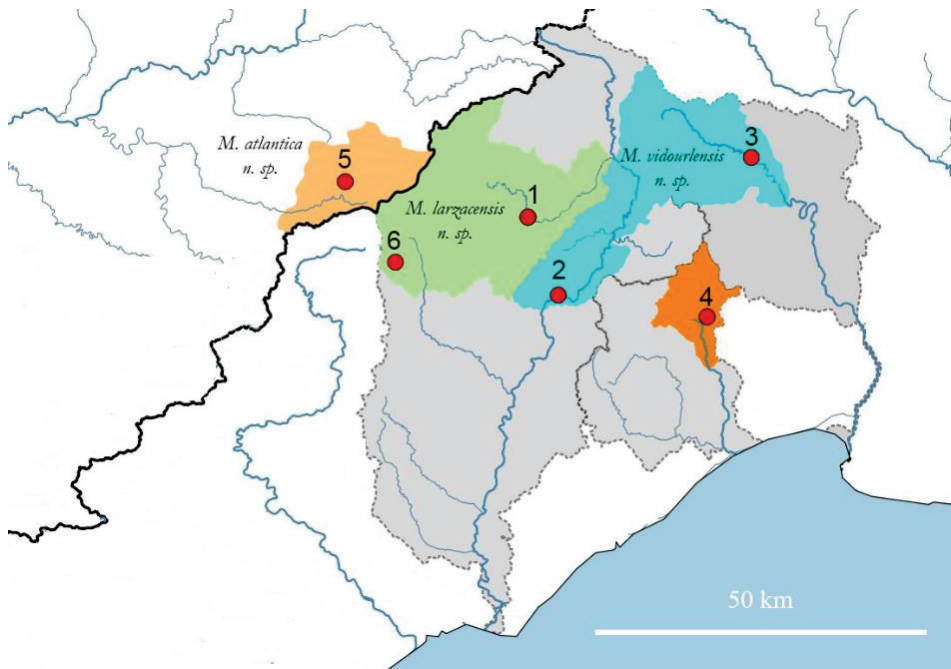 M. atlantica
n. sp.
5
3
M. vidourlensis
n. sp.
1
M. larzacensis
n. sp.
6
2
4
50 km